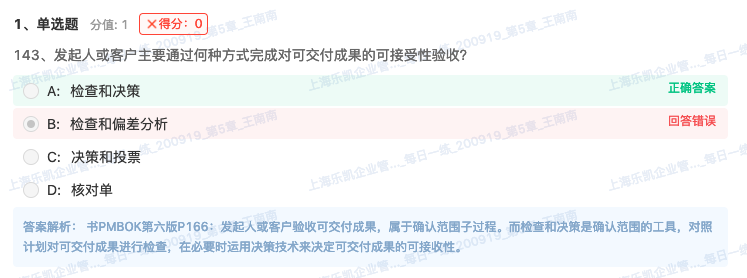 1、单选题 分值: 1 ×得分：0
143、发起人或客户主要通过何种方式完成对可交付成果的可接受性验收?
A: 检查和决策 正确答案
B: 检查和偏差分析 回答错误
C: 决策和投票
D: 核对单
答案解析： 书PMBOK第六版P166：发起人或客户验收可交付成果，属于确认范围子过程。而检查和决策是确认范围的工具，对照
计划对可交付成果进行检查，在必要时运用决策技术来决定可交付成果的可接收性。
上海乐凯企业管..._每日一练_200919_第5章_王南南